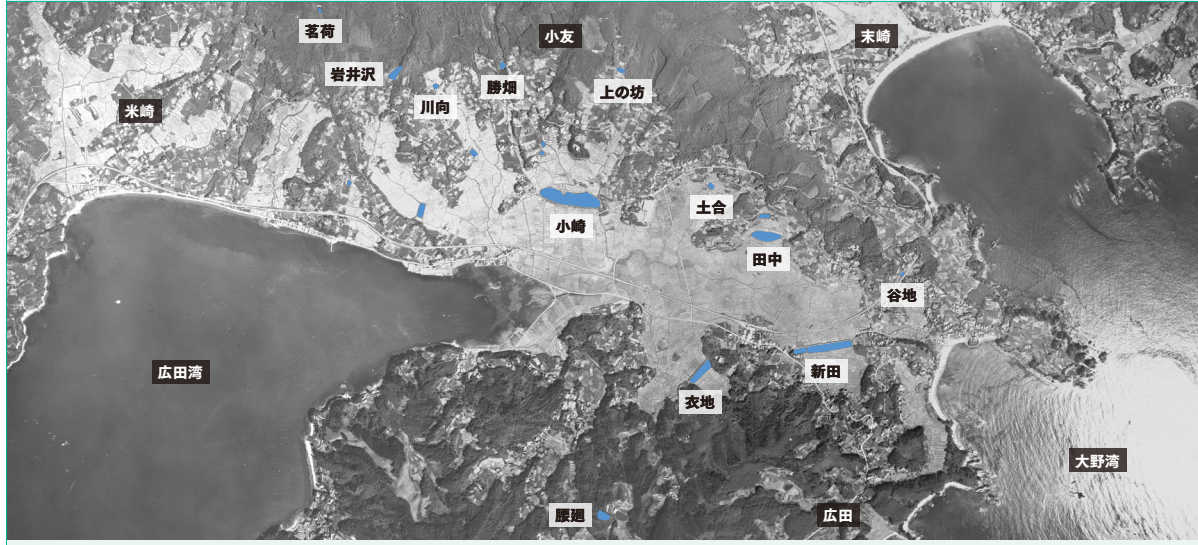 茗荷
小友
末崎
岩井沢
勝畑
上の坊
川向
米崎
土合
小崎
田中
谷地
広田湾
新田
衣地
大野湾
腰廻
広田